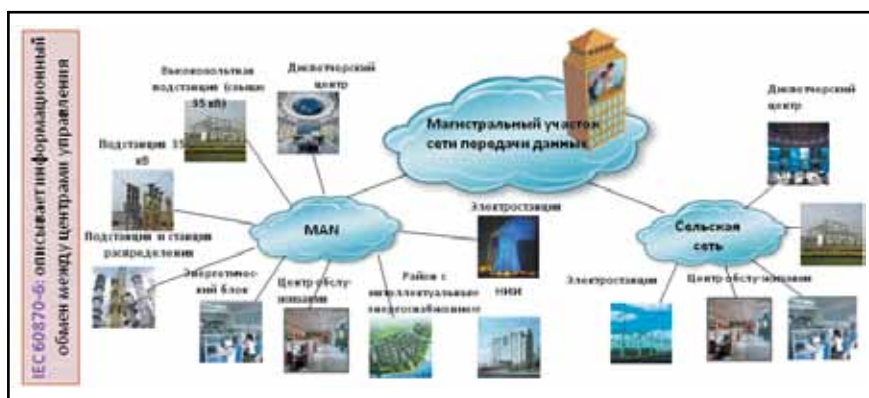 IEC 60870-6: описывает информационный
обмен между центрами управления
Высоковольтная
подстанция (свыше
35 кВ)
Диспетчерский
центр
Магистральный участок
сети передачи данных
Диспетчерский
центр
Подстанция 35
кВ
MAN
Электростанции
Сельская
сеть
Подстанция и станция
распределения
Энергетичес-
кий блок
Центр обслу-
живания
Район с
интеллектуальным
энергоснабжением
НИИ
Электростанции
Центр обслуживания